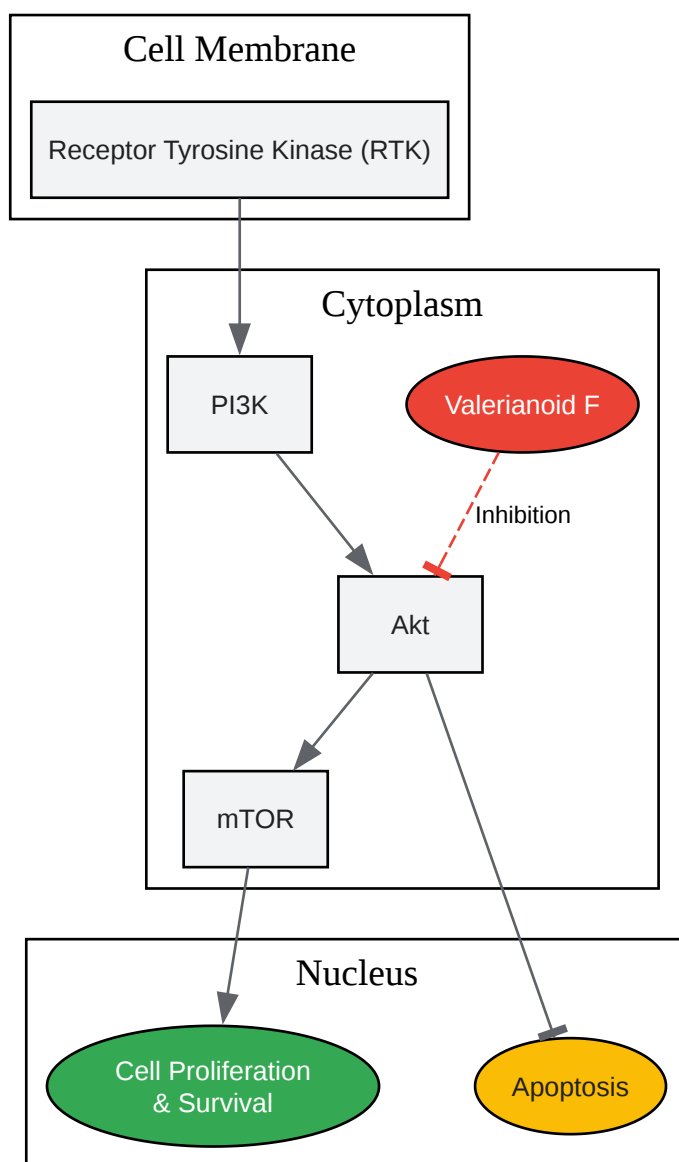 Cell Membrane
Receptor Tyrosine Kinase (RTK)
Cytoplasm
PI3K
Valerianoid F
Inhibition
Akt
mTOR
Nucleus
Cell Proliferation
& Survival
Apoptosis